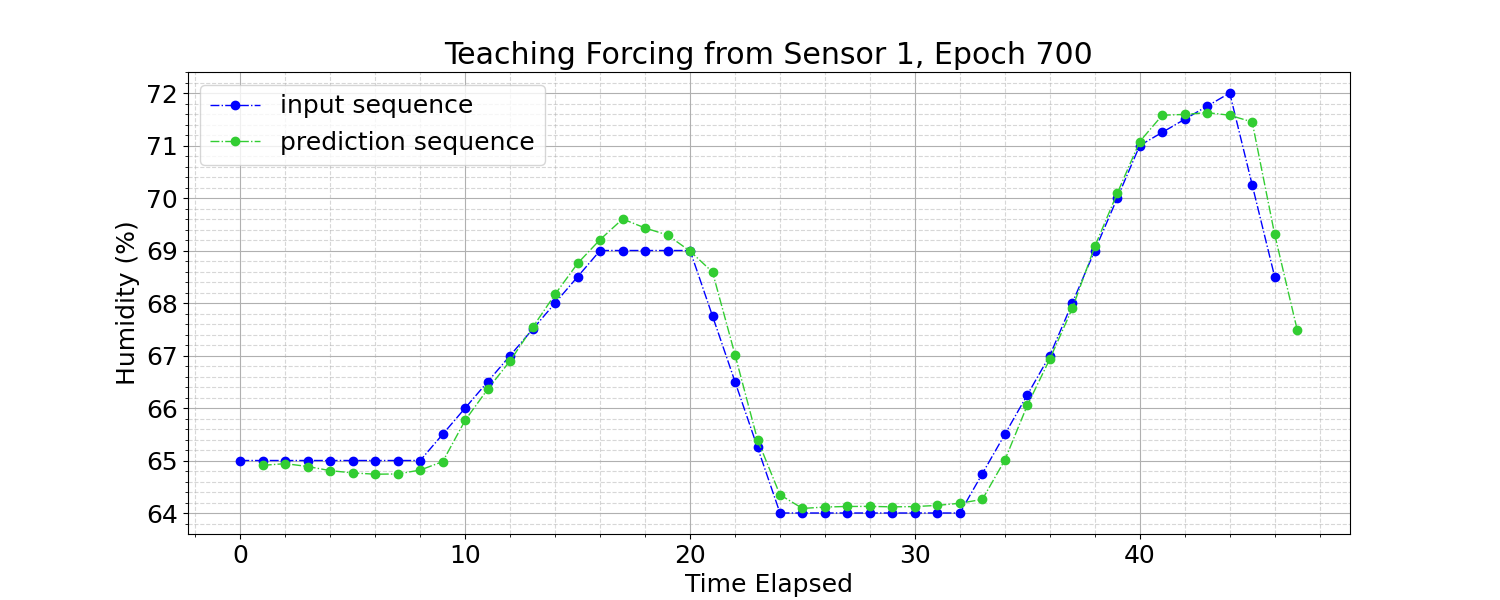 Teaching Forcing from Sensor 1, Epoch 700
input sequence
prediction sequence
Humidity (%)
72
71
70
69
68
67
66
65
64
0 10 20 30 40
Time Elapsed